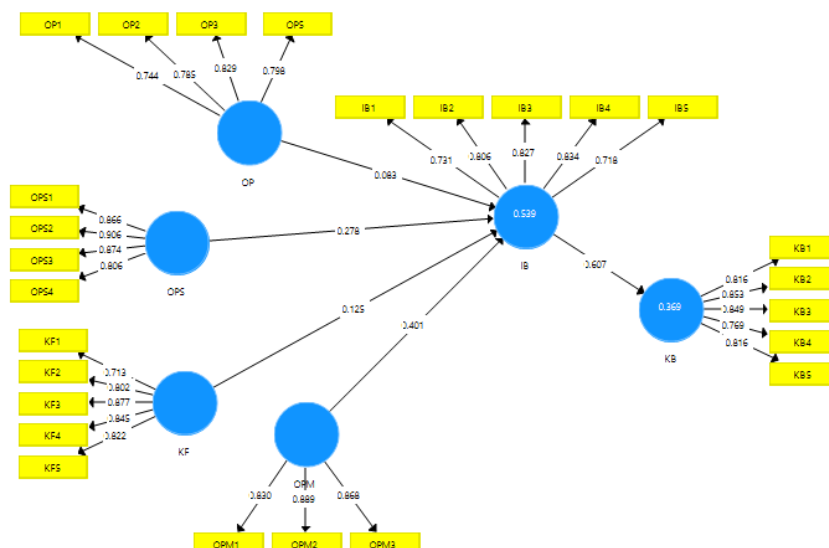 OP1 OP2 OP3 OP5
0.744 0.785 0.829 0.798
OP
IB1 IB2 IB3 IB4 IB5
0.731 0.806 0.827 0.834 0.718
0.083
0.539
IB
OPS1
OPS2
OPS3
OPS4
0.866
0.906
0.874
0.806
OPS
0.278
0.607
KB1
KB2
KB3
KB4
KB5
0.816
0.853
0.849
0.769
0.816
0.369
KB
0.125
0.401
KF1
KF2
KF3
KF4
KF5
0.713
0.802
0.877
0.845
0.822
KF
OPM
0.830 0.889 0.868
OPM1 OPM2 OPM3